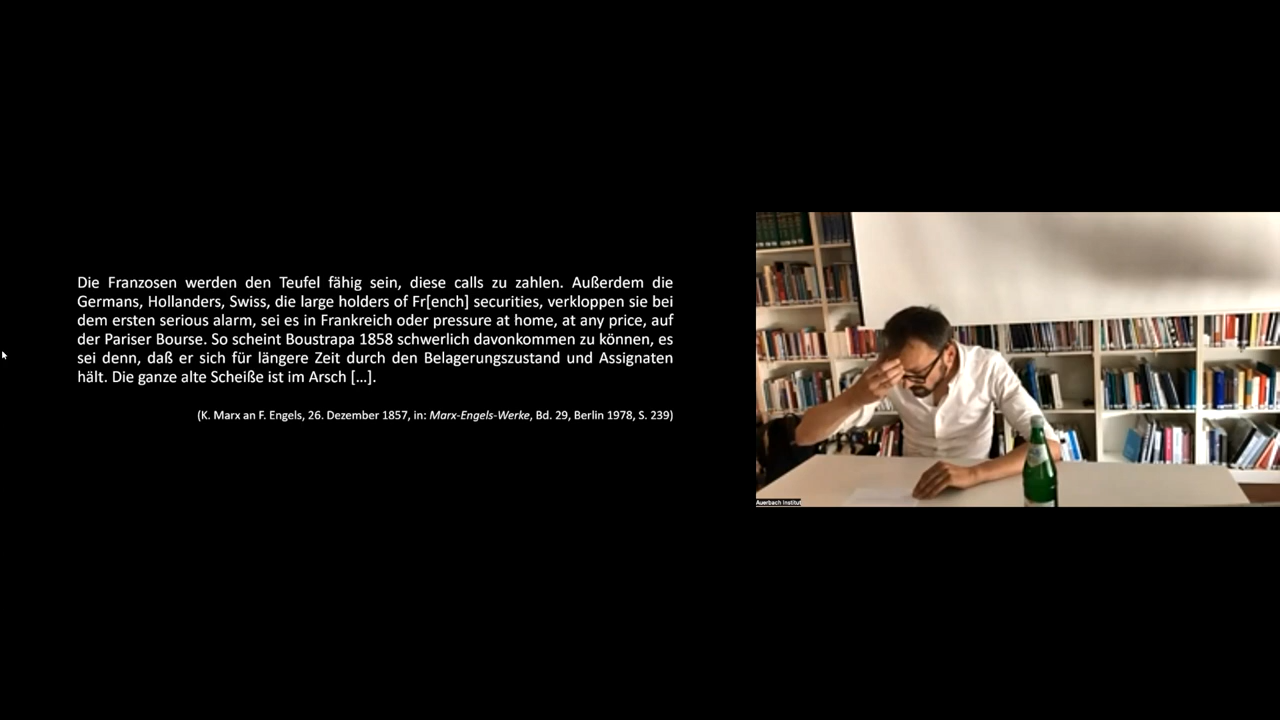 Die Franzosen werden den Teufel fähig sein, diese calls zu zahlen. Außerdem die
Germans, Hollanders, Swiss, die large holders of Fr[ench] securities, verkloppen sie bei
dem ersten serious alarm, sei es in Frankreich oder pressure at home, at any price, auf
der Pariser Bourse. So scheint Boustrapa 1858 schwerlich davonkommen zu können, es
sei denn, daß er sich für längere Zeit durch den Belagerungszustand und Assignaten
hält. Die ganze alte Scheiße ist im Arsch […].
(K. Marx an F. Engels, 26. Dezember 1857, in: Marx-Engels-Werke, Bd. 29, Berlin 1978, S. 239)
Auerbach Institut